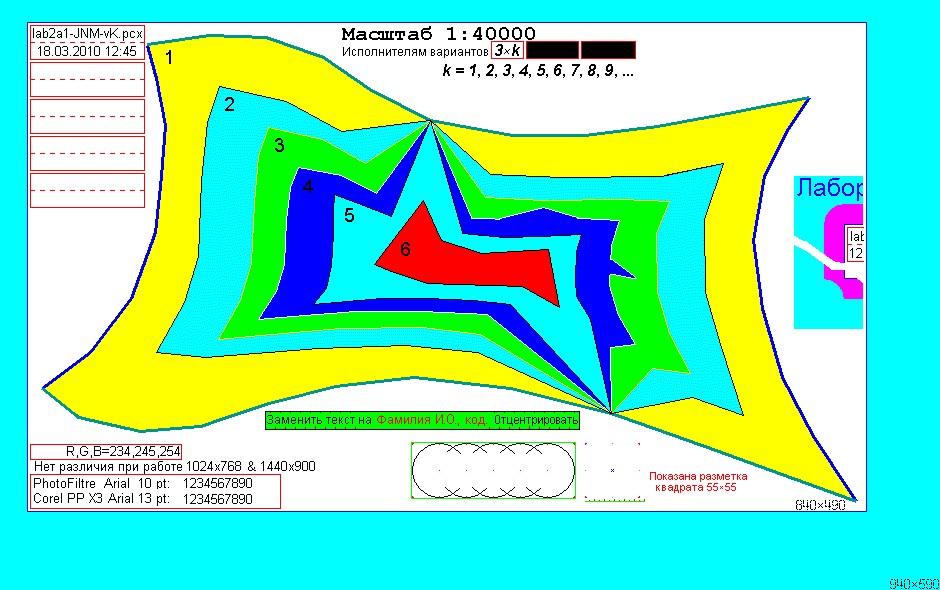 lab2a1-JNM-vK.pcx
18.03.2010 12:45
Масштаб 1:40000
Исполнителям вариантов 3×k
k = 1, 2, 3, 4, 5, 6, 7, 8, 9, ...
1
2
3
4
5
6
Лабор
lab
12
Заменить текст на Фамилия И.О., код. Отцентрировать
R,G,B=234,245,254
Нет различия при работе 1024x768 & 1440x900
PhotoFiltre Arial 10 pt: 1234567890
Corel PP X3 Arial 13 pt: 1234567890
Показана разметка
квадрата 55×55
840×490
940×590